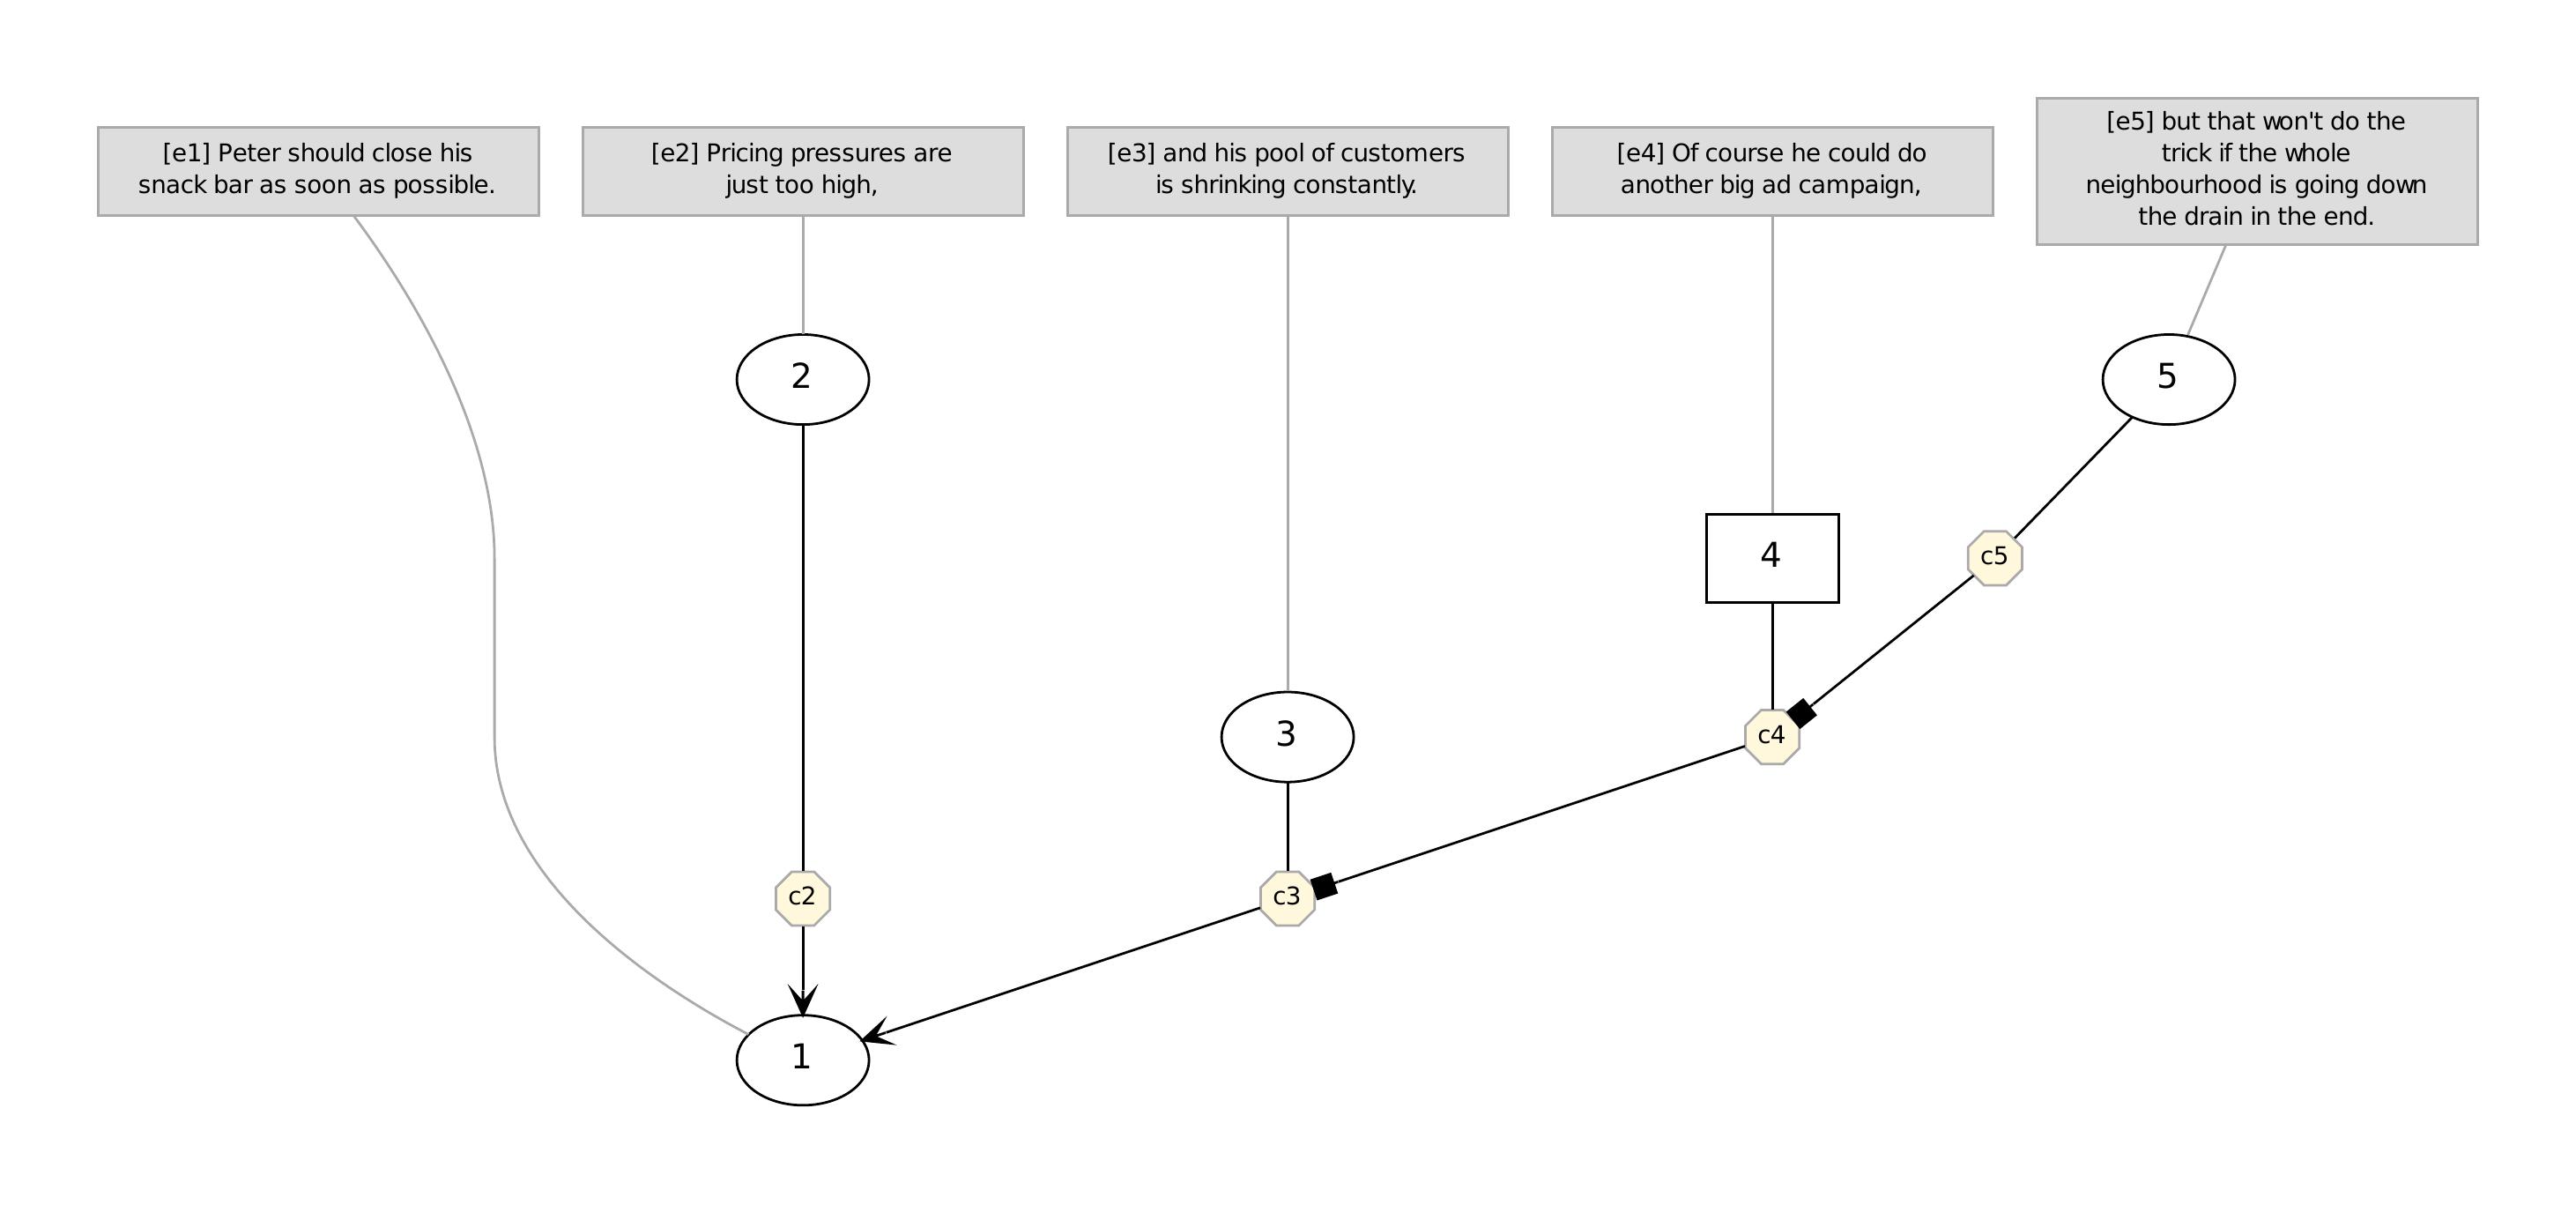 [e1] Peter should close his
snack bar as soon as possible.
[e2] Pricing pressures are
just too high,
[e3] and his pool of customers
is shrinking constantly.
[e4] Of course he could do
another big ad campaign,
[e5] but that won't do the
trick if the whole
neighbourhood is going down
the drain in the end.
2
5
4
c5
3
c4
c2
c3
1